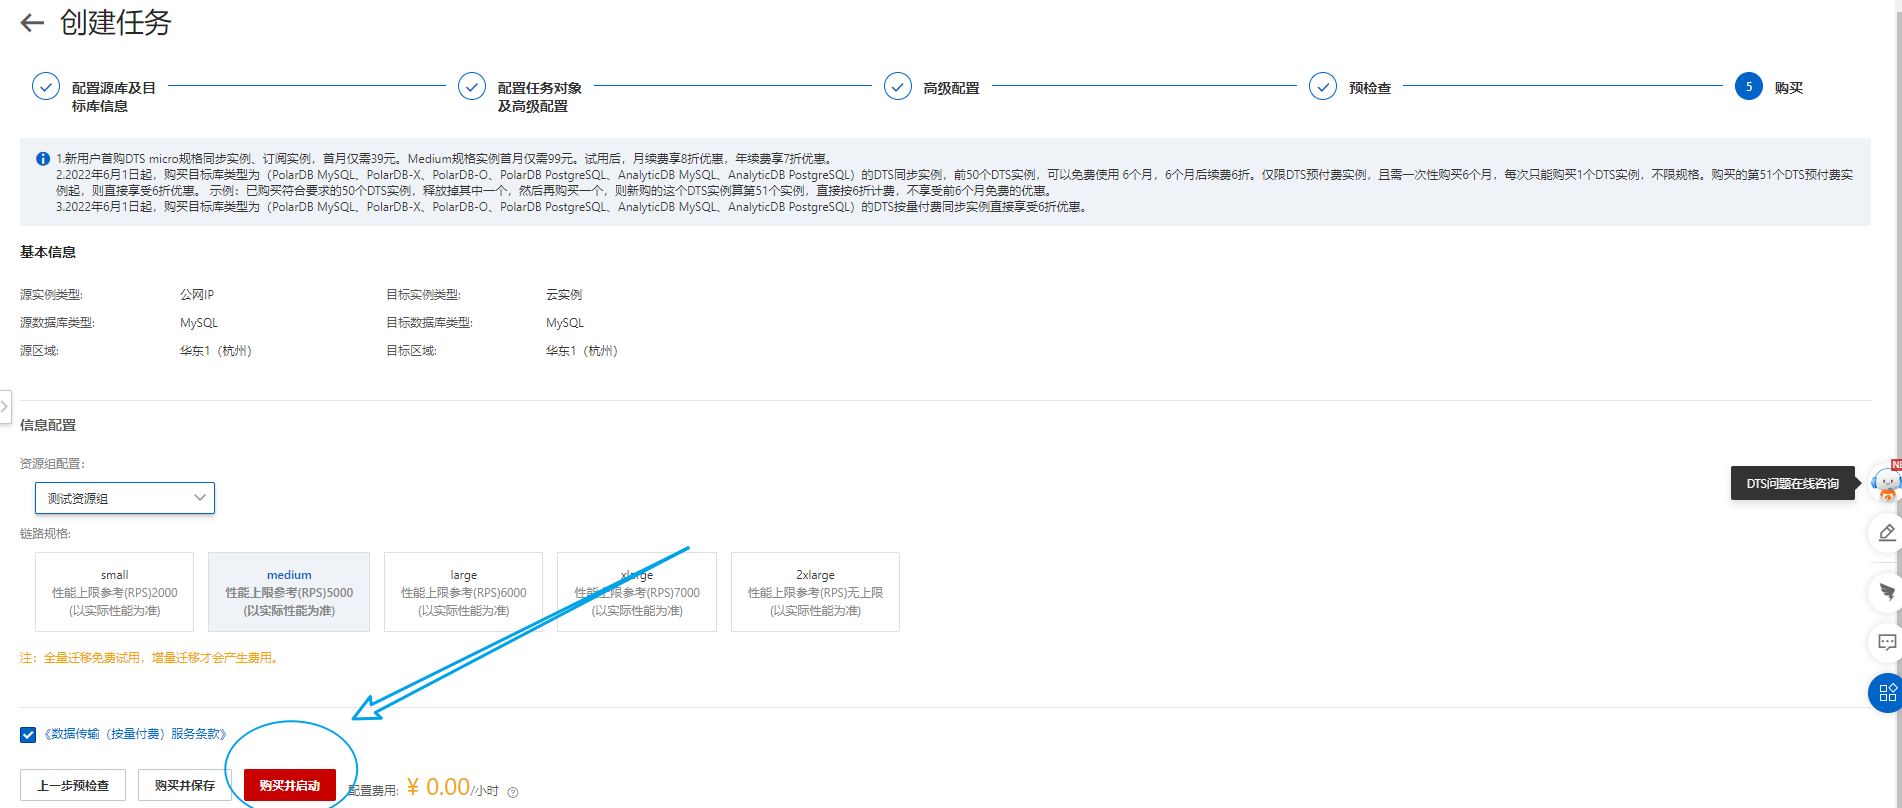 创建任务
配置源库及目
标库信息
配置任务对象
及高级配置
高级配置
预检查
5
购买
1.新用户首购DTS micro规格同步实例、订阅实例，首月仅需39元。Medium规格实例首月仅需99元。试用后，月续费享8折优惠，年续费享7折优惠。
2.2022年6月1日起，购买目标库类型为（PolarDB MySQL、PolarDB-X、PolarDB-O、PolarDB PostgreSQL、AnalyticDB MySQL、AnalyticDB PostgreSQL）的DTS同步实例，前50个DTS实例，可以免费使用 6个月，6个月后续费6折。仅限DTS预付费实例，且需一次性购买6个月，每次只能购买1个DTS实例，不限规格。购买的第51个DTS预付费实
例起，则直接享受6折优惠。 示例：已购买符合要求的50个DTS实例，释放掉其中一个，然后再购买一个，则新购的这个DTS实例算第51个实例，直接按6折计费，不享受前6个月免费的优惠。
3.2022年6月1日起，购买目标库类型为（PolarDB MySQL、PolarDB-X、PolarDB-O、PolarDB PostgreSQL、AnalyticDB MySQL、AnalyticDB PostgreSQL）的DTS按量付费同步实例直接享受6折优惠。
基本信息
源实例类型: 公网IP 目标实例类型: 云实例
源数据库类型: MySQL 目标数据库类型: MySQL
源区域: 华东1（杭州） 目标区域: 华东1（杭州）
信息配置
资源组配置:
测试资源组
DTS问题在线咨询
链路规格:
small
性能上限参考(RPS)2000
(以实际性能为准)
medium
性能上限参考(RPS)5000
(以实际性能为准)
large
性能上限参考(RPS)6000
(以实际性能为准)
xlarge
性能上限参考(RPS)7000
(以实际性能为准)
2xlarge
性能上限参考(RPS)无上限
(以实际性能为准)
注：全量迁移免费试用，增量迁移才会产生费用。
《数据传输（按量付费）服务条款》
上一步预检查
购买并保存
购买并启动
配置费用: ¥ 0.00/小时